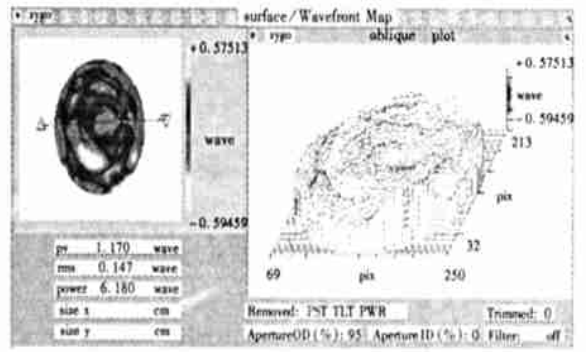 zygo
surface/Wavefront Map
zygo
oblique plot
+0.57513
wave
-0.59459
+0.57513
wave
-0.59459
213
pix
32
69
pix
250
pv 1.170 wave
rms 0.147 wave
power 6.180 wave
size x cm
size y cm
Removed: PST TLT PWR
Trimmed: 0
ApertureOD(%): 95 Aperture ID(%): 0 Filter: off